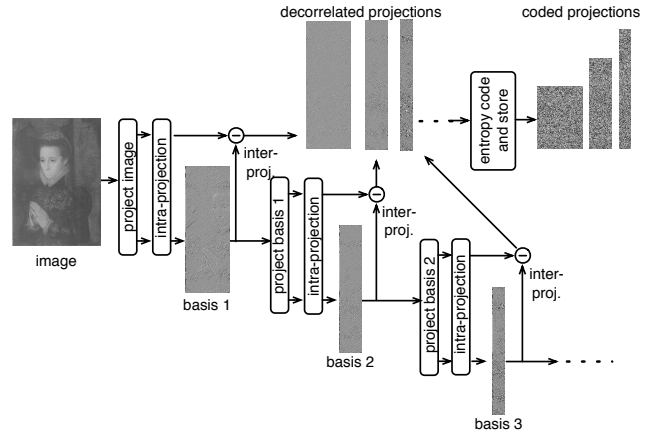 decorrelated projections
coded projections
entropy code
and store
project image
intra-projection
inter-
proj.
image
basis 1
project basis 1
intra-projection
inter-
proj.
basis 2
project basis 2
intra-projection
inter-
proj.
basis 3